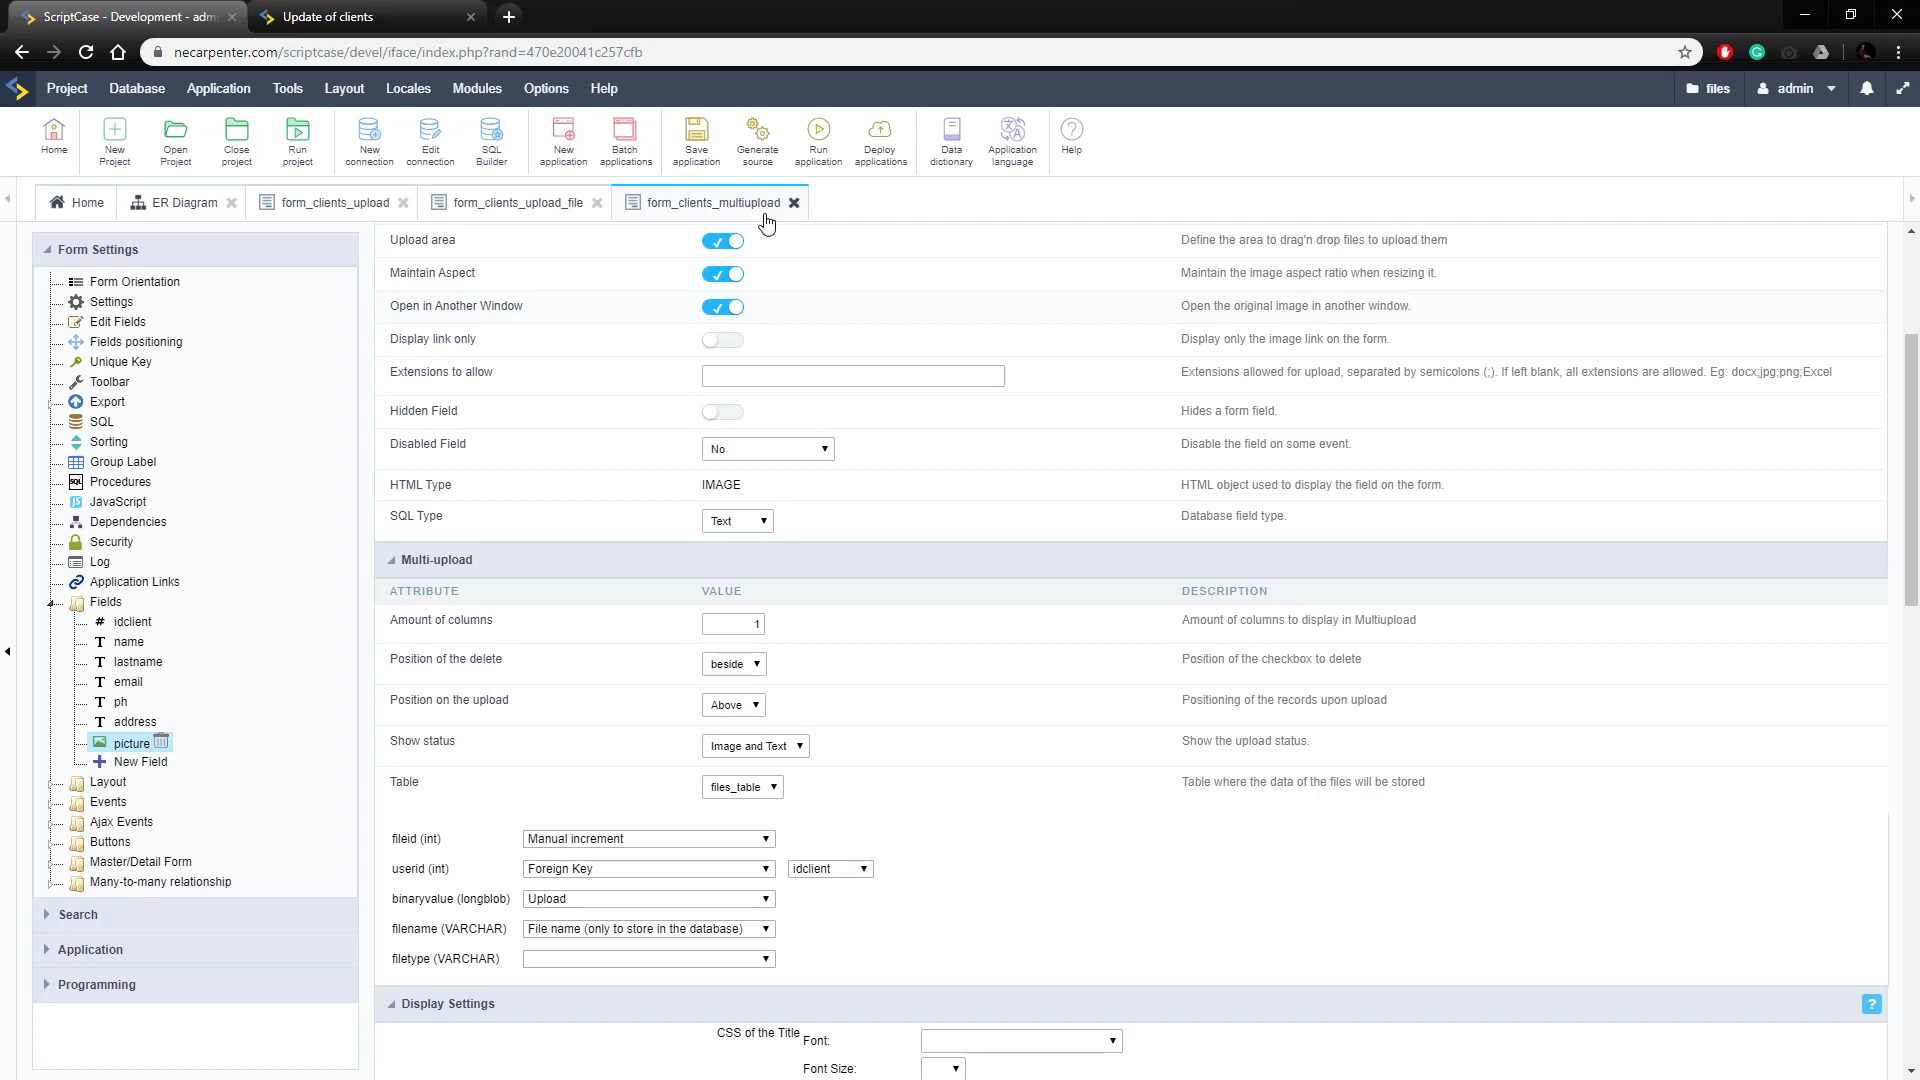 ScriptCase - Development - adm
Update of clients
necarpenter.com/scriptcase/devel/iface/index.php?rand=470e20041c257cfb
Project Database Application Tools Layout Locales Modules Options Help files admin
Home
New Project
Open Project
Close project
Run project
New connection
Edit connection
SQL Builder
New application
Batch applications
Save application
Generate source
Run application
Deploy applications
Data dictionary
Application language
Help
Home ER Diagram form_clients_upload form_clients_upload_file form_clients_multiupload
Form Settings
Form Orientation
Settings
Edit Fields
Fields positioning
Unique Key
Toolbar
Export
SQL
Sorting
Group Label
Procedures
JavaScript
Dependencies
Security
Log
Application Links
Fields
idclient
name
lastname
email
ph
address
picture
New Field
Layout
Events
Ajax Events
Buttons
Master/Detail Form
Many-to-many relationship
Search
Application
Programming
Upload area Define the area to drag'n drop files to upload them
Maintain Aspect Maintain the image aspect ratio when resizing it.
Open in Another Window Open the original image in another window.
Display link only Display only the image link on the form.
Extensions to allow Extensions allowed for upload, separated by semicolons (;). If left blank, all extensions are allowed. Eg: docx;jpg;png;Excel
Hidden Field Hides a form field.
Disabled Field No Disable the field on some event.
HTML Type IMAGE HTML object used to display the field on the form.
SQL Type Text Database field type.
Multi-upload
ATTRIBUTE VALUE DESCRIPTION
Amount of columns 1 Amount of columns to display in Multiupload
Position of the delete beside Position of the checkbox to delete
Position on the upload Above Positioning of the records upon upload
Show status Image and Text Show the upload status.
Table files_table Table where the data of the files will be stored
fileid (int) Manual increment
userid (int) Foreign Key idclient
binaryvalue (longblob) Upload
filename (VARCHAR) File name (only to store in the database)
filetype (VARCHAR)
Display Settings ?
CSS of the Title Font:
Font Size: